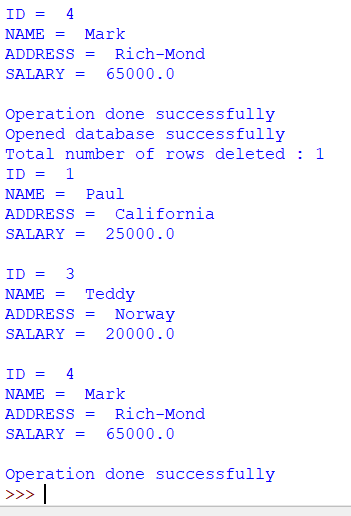 ID =  4
NAME =  Mark
ADDRESS =  Rich-Mond
SALARY =  65000.0

Operation done successfully
Opened database successfully
Total number of rows deleted : 1
ID =  1
NAME =  Paul
ADDRESS =  California
SALARY =  25000.0

ID =  3
NAME =  Teddy
ADDRESS =  Norway
SALARY =  20000.0

ID =  4
NAME =  Mark
ADDRESS =  Rich-Mond
SALARY =  65000.0

Operation done successfully
>>>